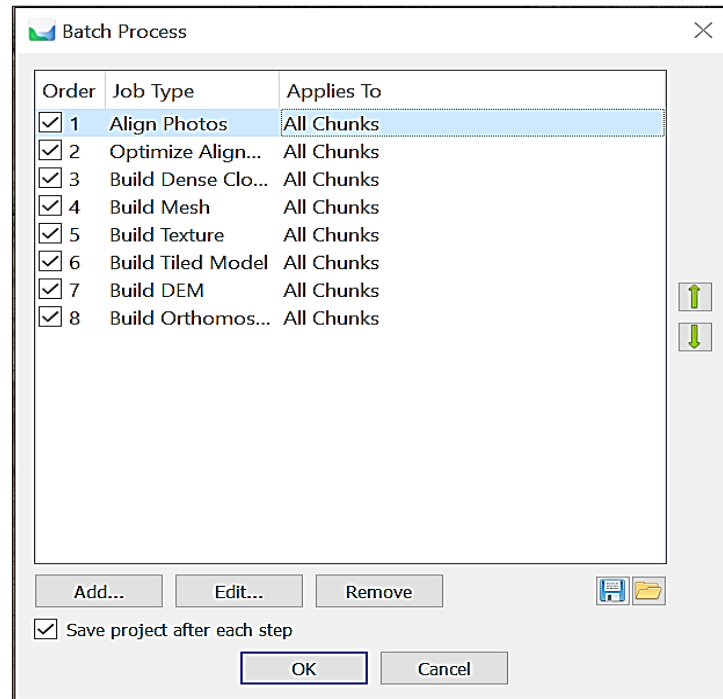 Batch Process
Order Job Type Applies To
1 Align Photos All Chunks
2 Optimize Align... All Chunks
3 Build Dense Clo... All Chunks
4 Build Mesh All Chunks
5 Build Texture All Chunks
6 Build Tiled Model All Chunks
7 Build DEM All Chunks
8 Build Orthomos... All Chunks
Add... Edit... Remove
Save project after each step
OK Cancel